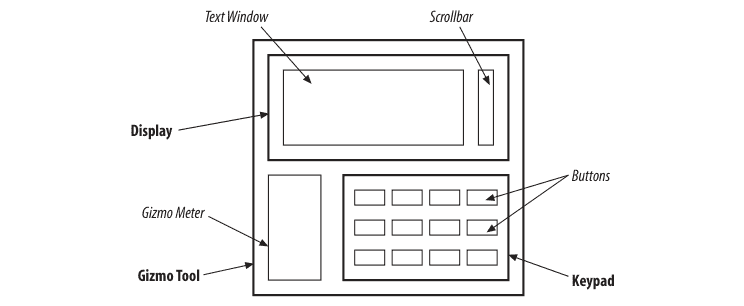 Text Window
Scrollbar
Display
Buttons
Gizmo Meter
Gizmo Tool
Keypad